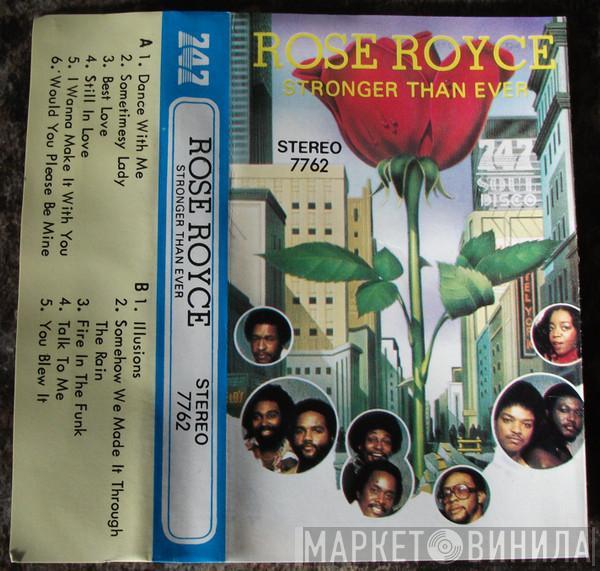 A 1. Dance With Me
2. Sometimesy Lady
3. Best Love
4. Still In Love
5. I Wanna Make It With You
6. Would You Please Be Mine
B 1. Illusions
2. Somehow We Made It Through
The Rain
3. Fire In The Funk
4. Talk To Me
5. You Blew It
747
ROSE ROYCE
STRONGER THAN EVER
STEREO
7762
ROSE ROYCE
STRONGER THAN EVER
STEREO
7762
747
SOUL
DISCO
МАРКЕТ ВИНИЛА